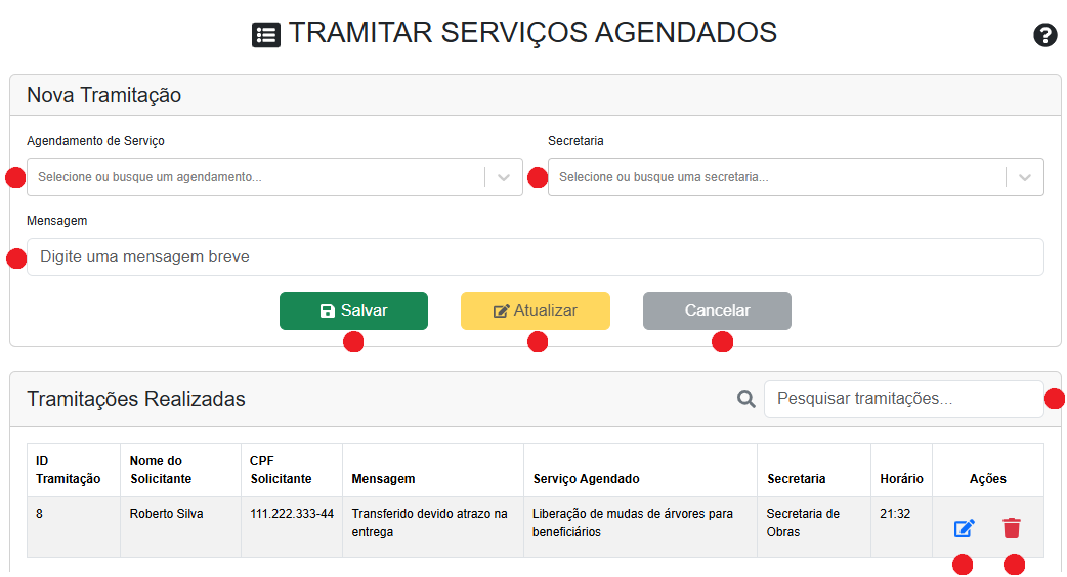 TRAMITAR SERVIÇOS AGENDADOS
Nova Tramitação
Agendamento de Serviço
Secretaria
Selecione ou busque um agendamento...
Selecione ou busque uma secretaria...
Mensagem
Digite uma mensagem breve
Salvar
Atualizar
Cancelar
Tramitações Realizadas
Pesquisar tramitações...
ID Tramitação
Nome do Solicitante
CPF Solicitante
Mensagem
Serviço Agendado
Secretaria
Horário
Ações
8
Roberto Silva
111.222.333-44
Transferido devido atrazo na
entrega
Liberação de mudas de árvores para
beneficiários
Secretaria de
Obras
21:32